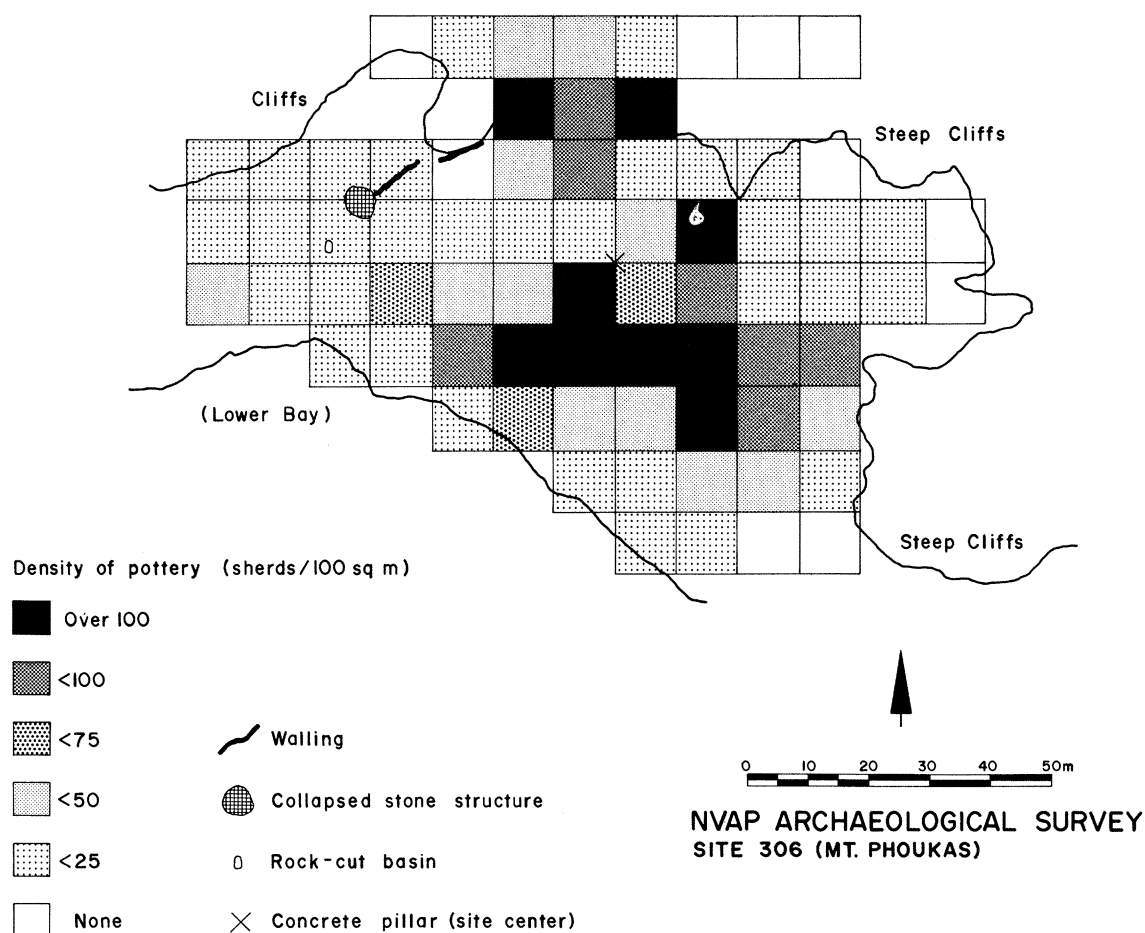 Cliffs
Steep Cliffs
(Lower Bay)
Steep Cliffs
Density of pottery (sherds/100 sq m)
Over 100
<100
<75
<50
<25
None
Walling
Collapsed stone structure
Rock-cut basin
Concrete pillar (site center)
0 10 20 30 40 50m
NVAP ARCHAEOLOGICAL SURVEY
SITE 306 (MT. PHOUKAS)